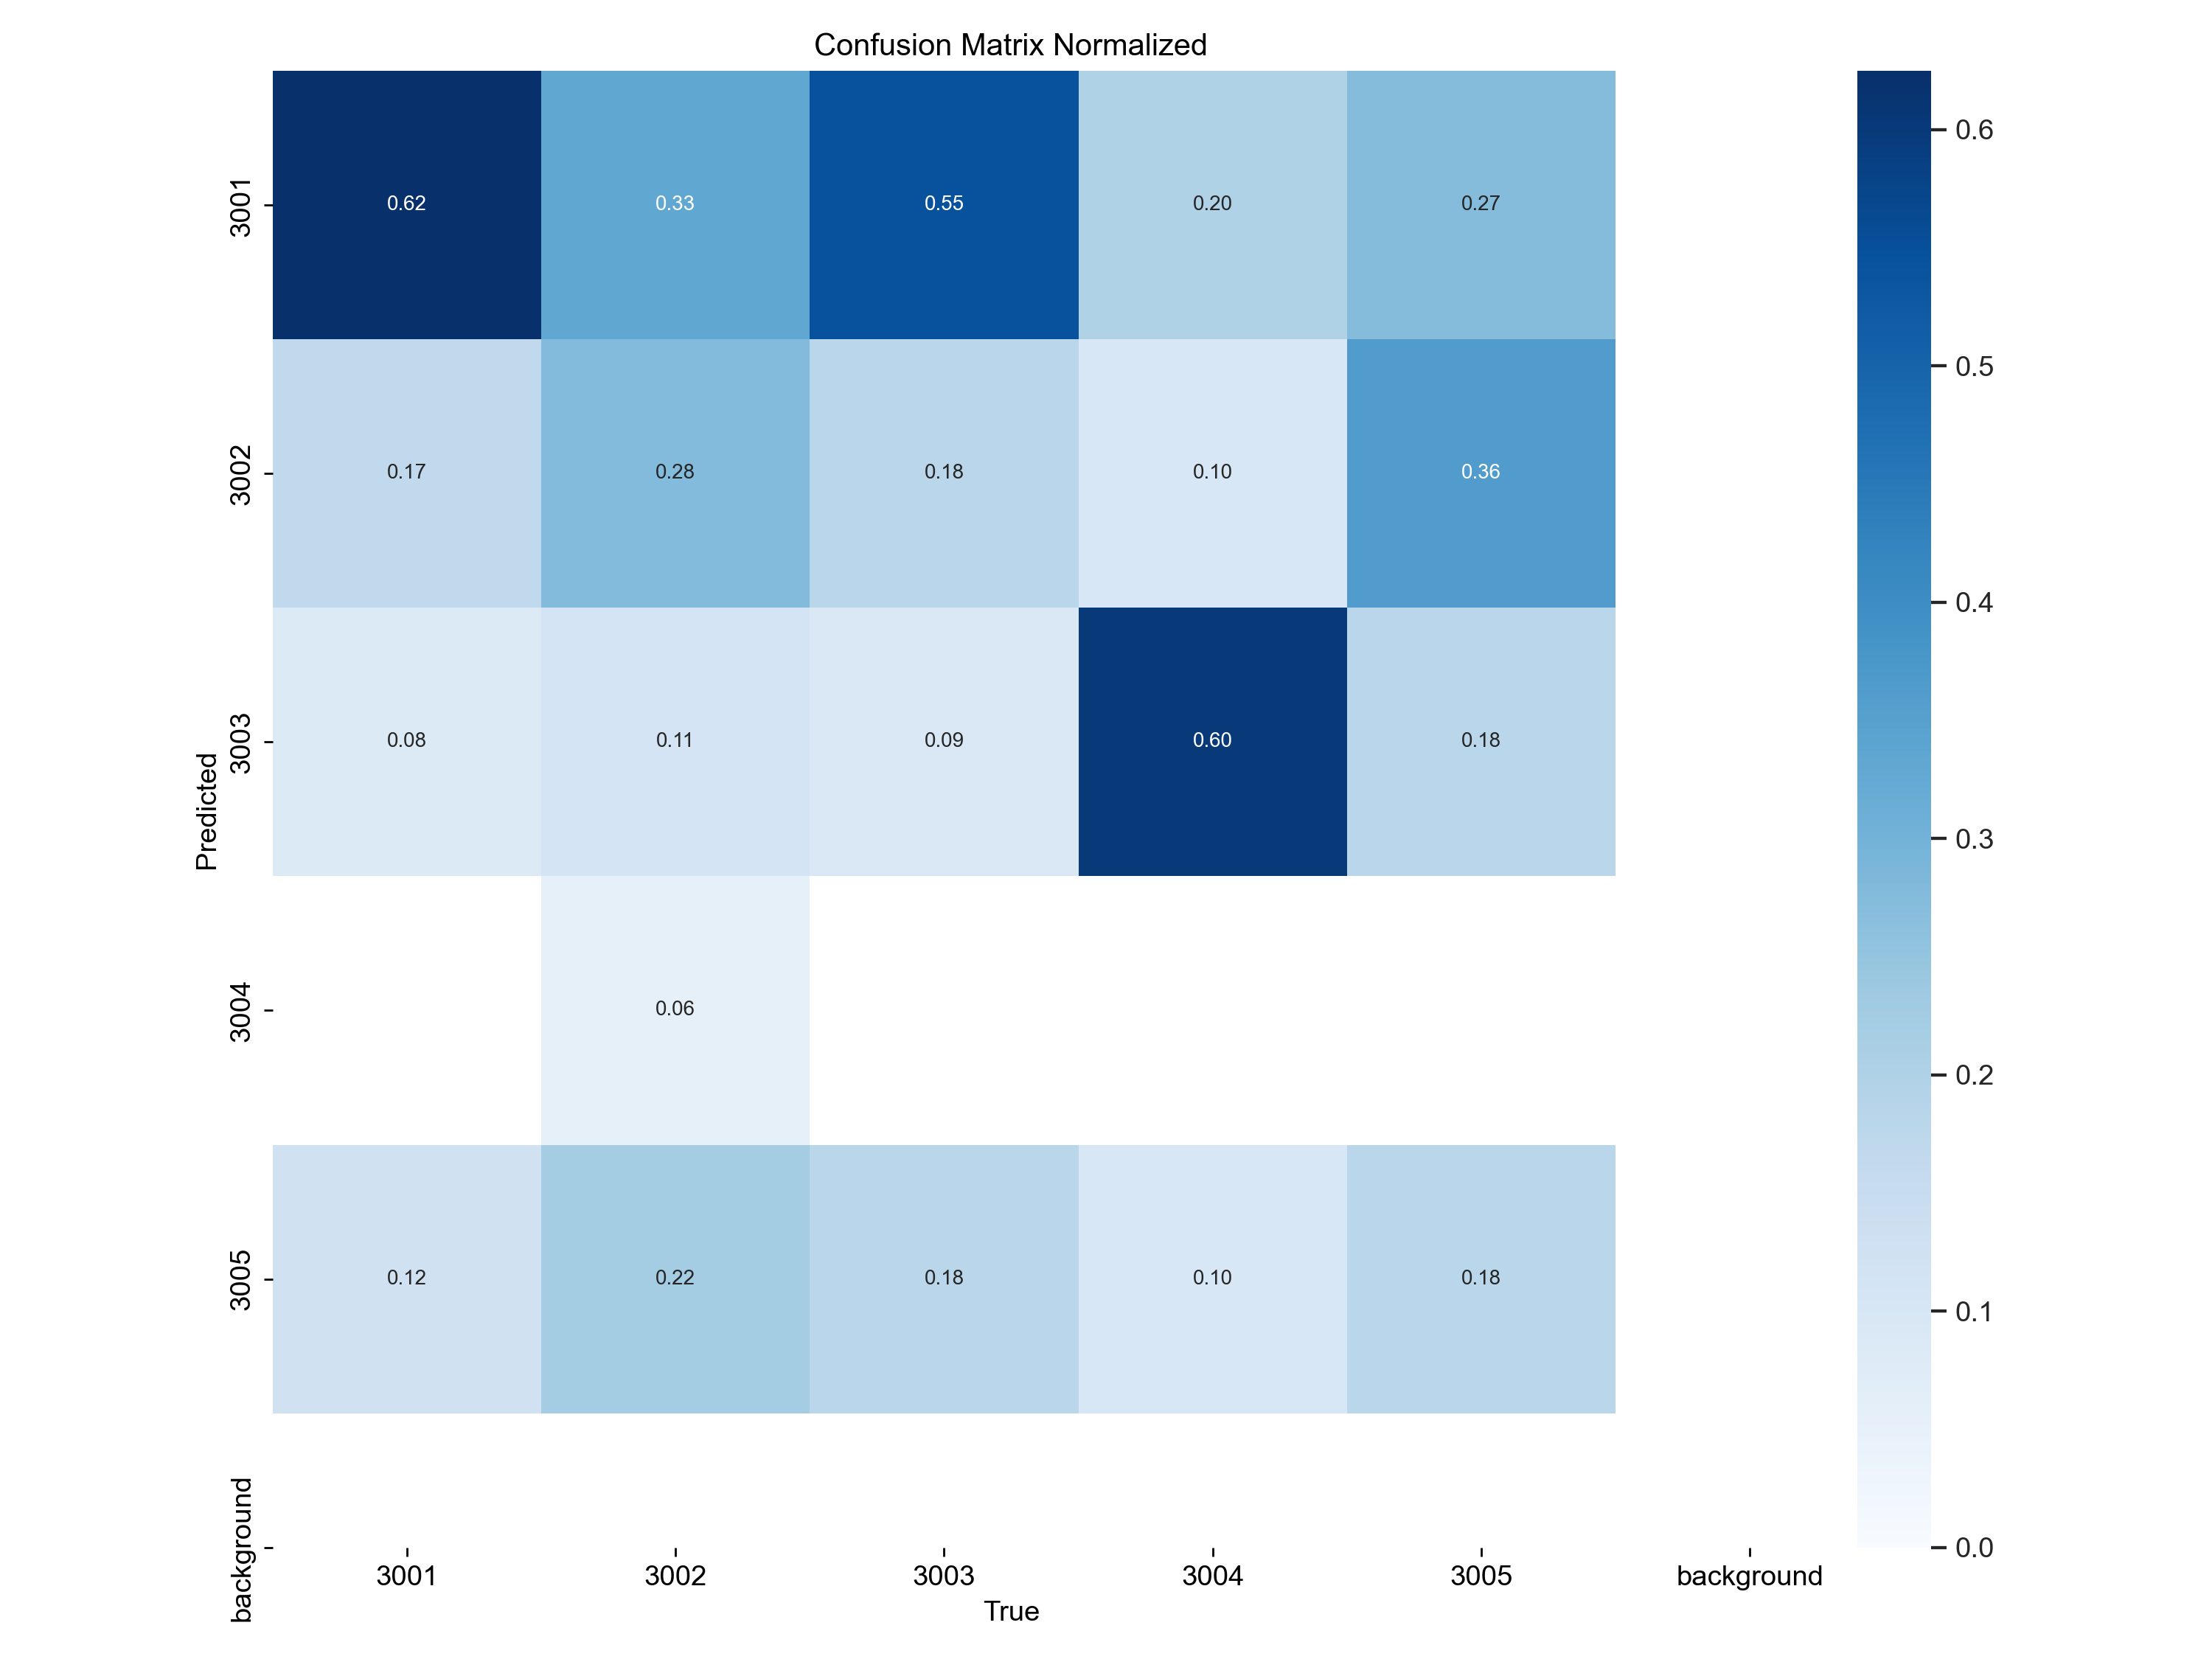 Confusion Matrix Normalized
3001 0.62 0.33 0.55 0.20 0.27
3002 0.17 0.28 0.18 0.10 0.36
3003 0.08 0.11 0.09 0.60 0.18
3004 0.06
3005 0.12 0.22 0.18 0.10 0.18
background
Predicted
3001 3002 3003 3004 3005 background
True
0.6
0.5
0.4
0.3
0.2
0.1
0.0